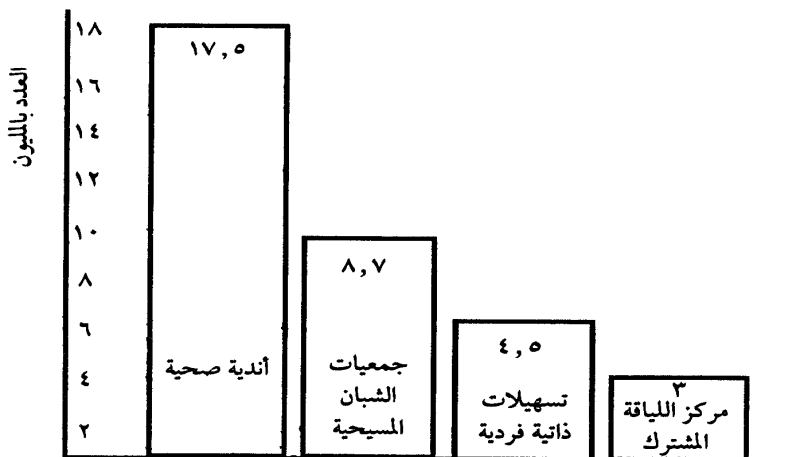 العدد بالمليون
١٨
١٦
١٤
١٢
١٠
٨
٦
٤
٢
١٧,٥
أندية صحية
٨,٧
جمعيات
الشبان
المسيحية
٤,٥
تسهيلات
ذاتية فردية
٣
مركز اللياقة
المشترك